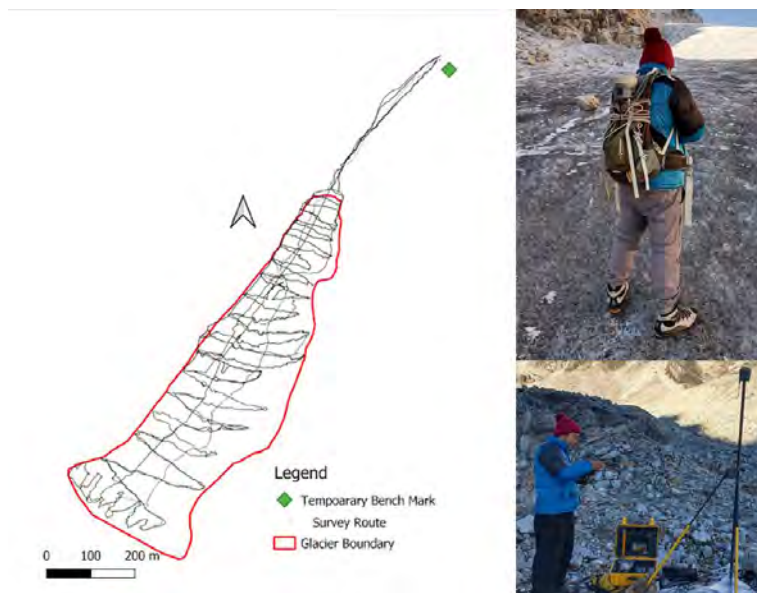 Legend
Tempoarary Bench Mark
Survey Route
Glacier Boundary
0 100 200 m